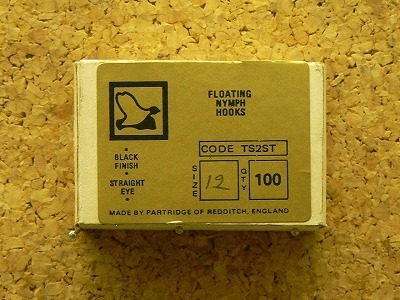 FLOATING
NYMPH
HOOKS
CODE TS2ST
BLACK
FINISH
STRAIGHT
EYE
SIZE 12 QTY 100
MADE BY PARTRIDGE OF REDDITCH, ENGLAND